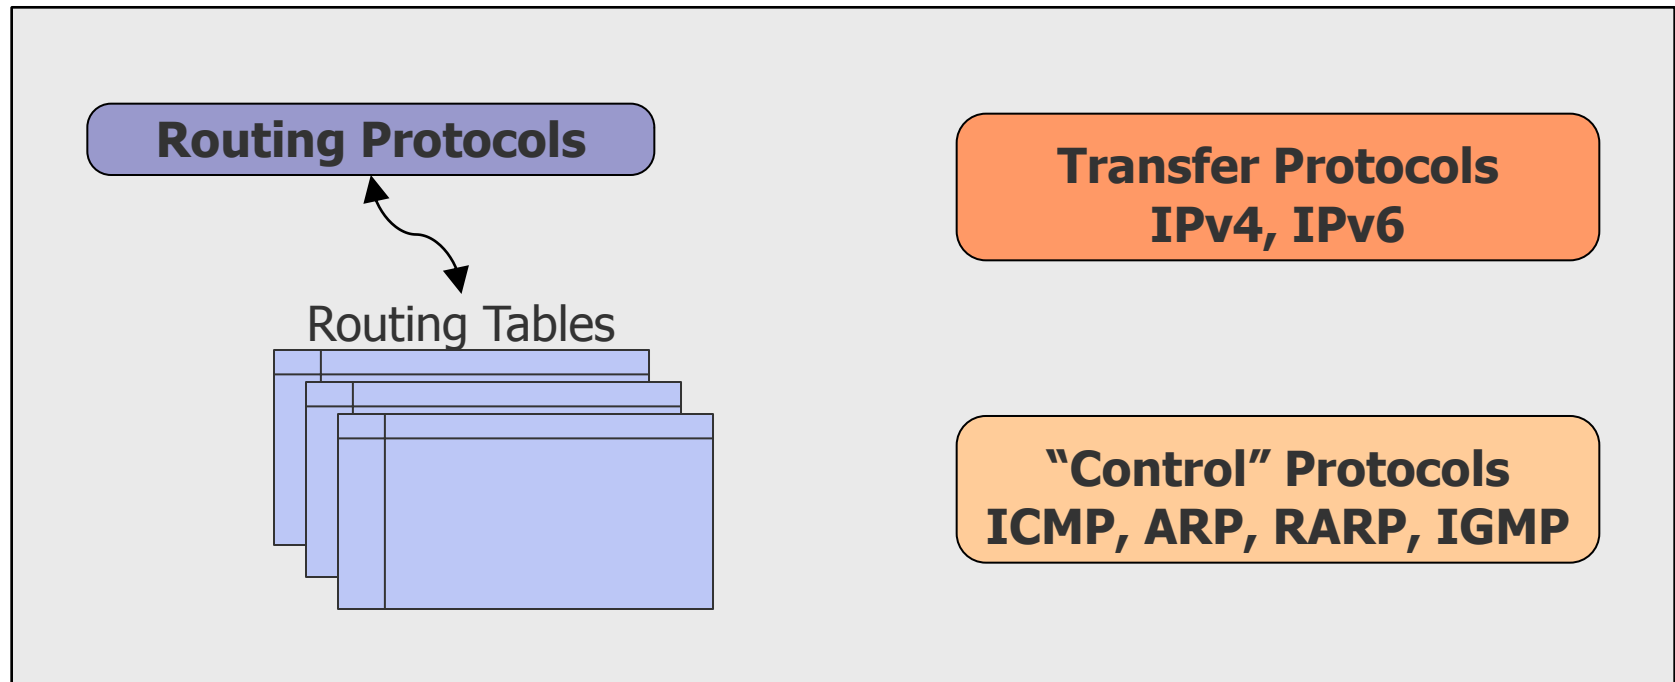 Routing Protocols
Routing Tables
Transfer Protocols
IPv4, IPv6
“Control” Protocols
ICMP, ARP, RARP, IGMP